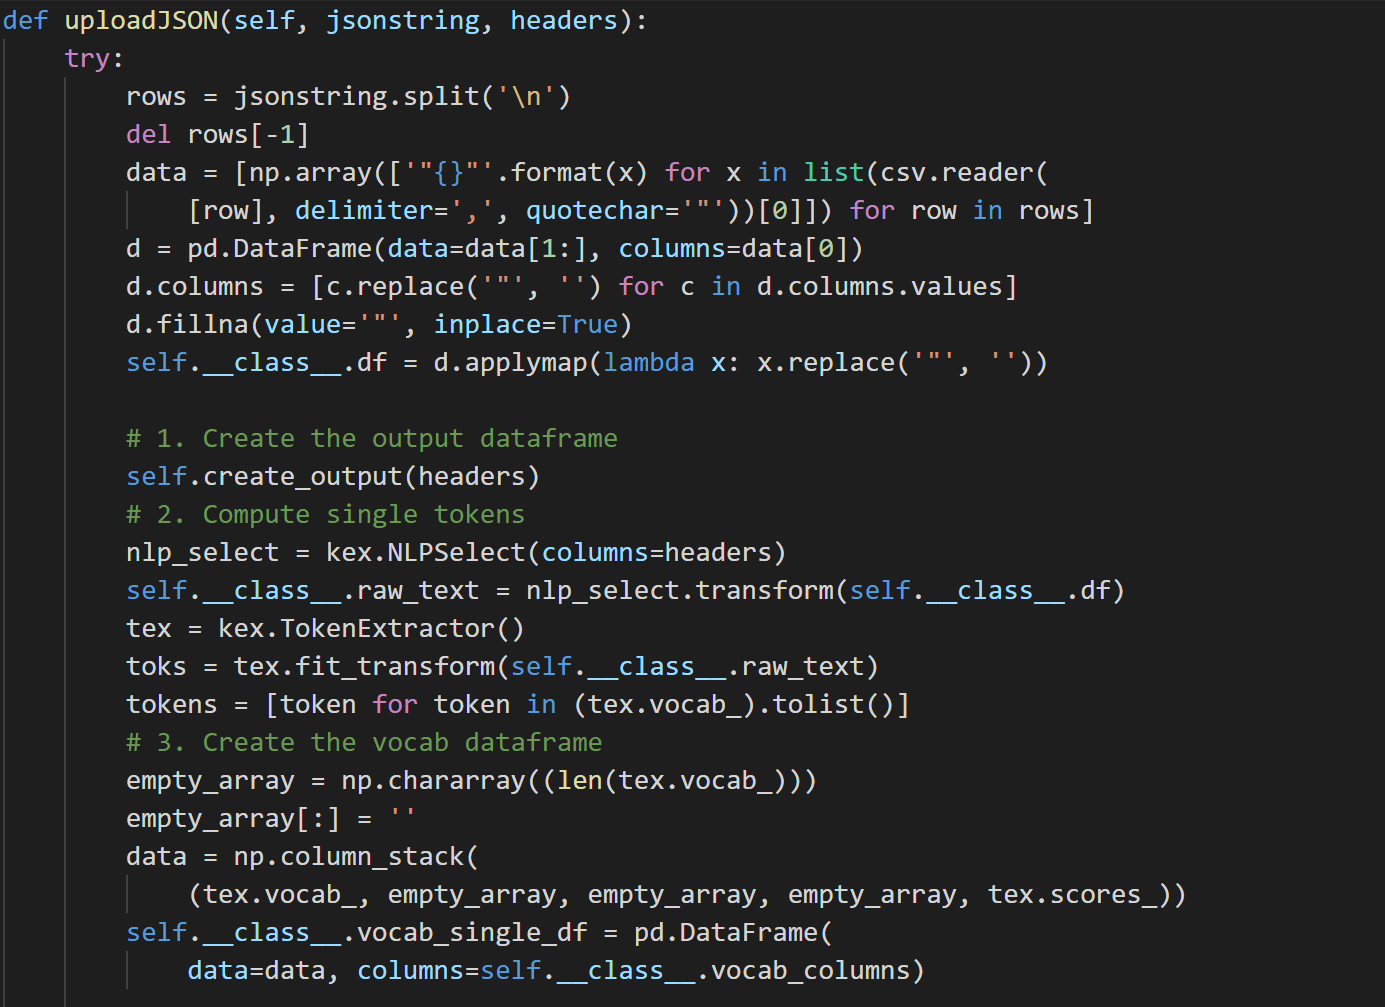 def uploadJSON(self, jsonstring, headers):
    try:
        rows = jsonstring.split('\n')
        del rows[-1]
        data = [np.array(['"{}"'.format(x) for x in list(csv.reader(
            [row], delimiter=',', quotechar='"'))[0]]) for row in rows]
        d = pd.DataFrame(data=data[1:], columns=data[0])
        d.columns = [c.replace('"', '') for c in d.columns.values]
        d.fillna(value='"', inplace=True)
        self.__class__.df = d.applymap(lambda x: x.replace('"', ''))

        # 1. Create the output dataframe
        self.create_output(headers)
        # 2. Compute single tokens
        nlp_select = kex.NLPSelect(columns=headers)
        self.__class__.raw_text = nlp_select.transform(self.__class__.df)
        tex = kex.TokenExtractor()
        toks = tex.fit_transform(self.__class__.raw_text)
        tokens = [token for token in (tex.vocab_).tolist()]
        # 3. Create the vocab dataframe
        empty_array = np.chararray((len(tex.vocab_)))
        empty_array[:] = ''
        data = np.column_stack(
            (tex.vocab_, empty_array, empty_array, empty_array, tex.scores_))
        self.__class__.vocab_single_df = pd.DataFrame(
            data=data, columns=self.__class__.vocab_columns)